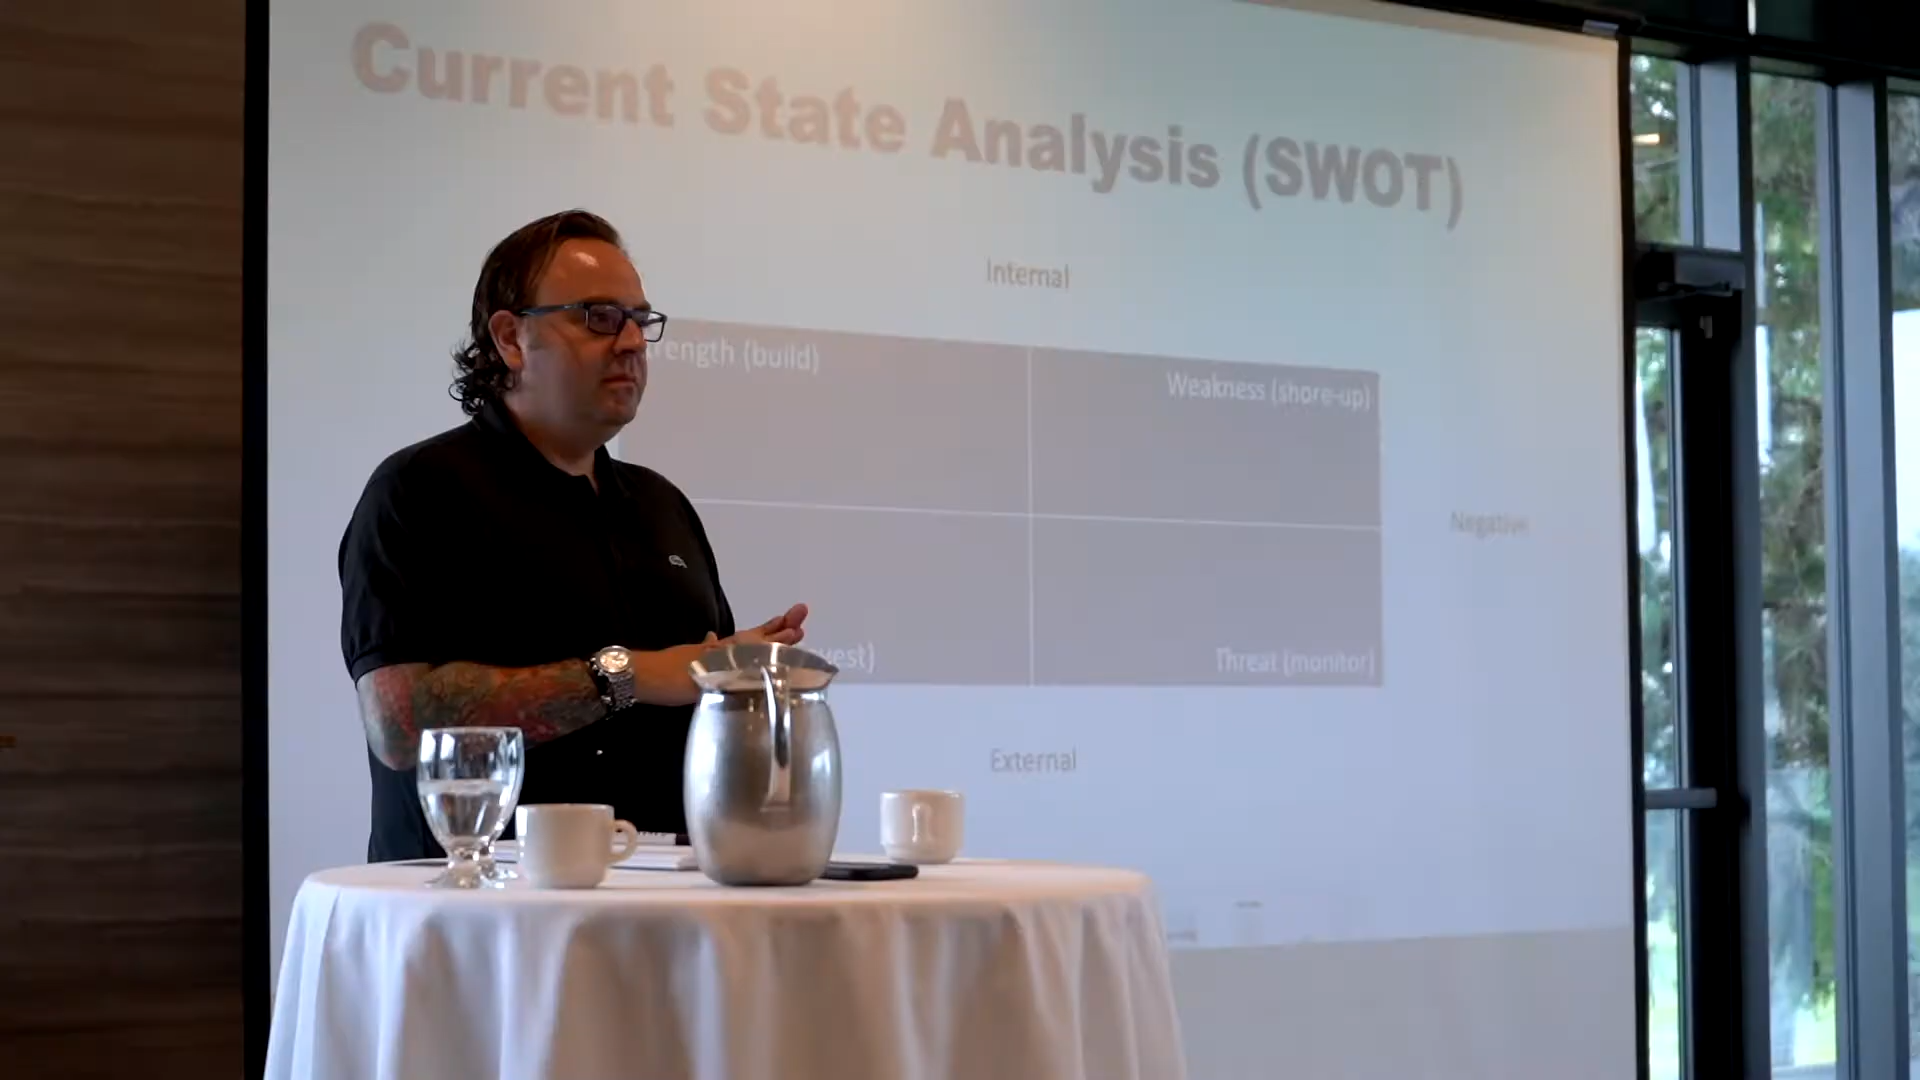 Current State Analysis (SWOT)
Internal
rength (build)
Weakness (shore-up)
Negative
vest)
Threat (monitor)
External